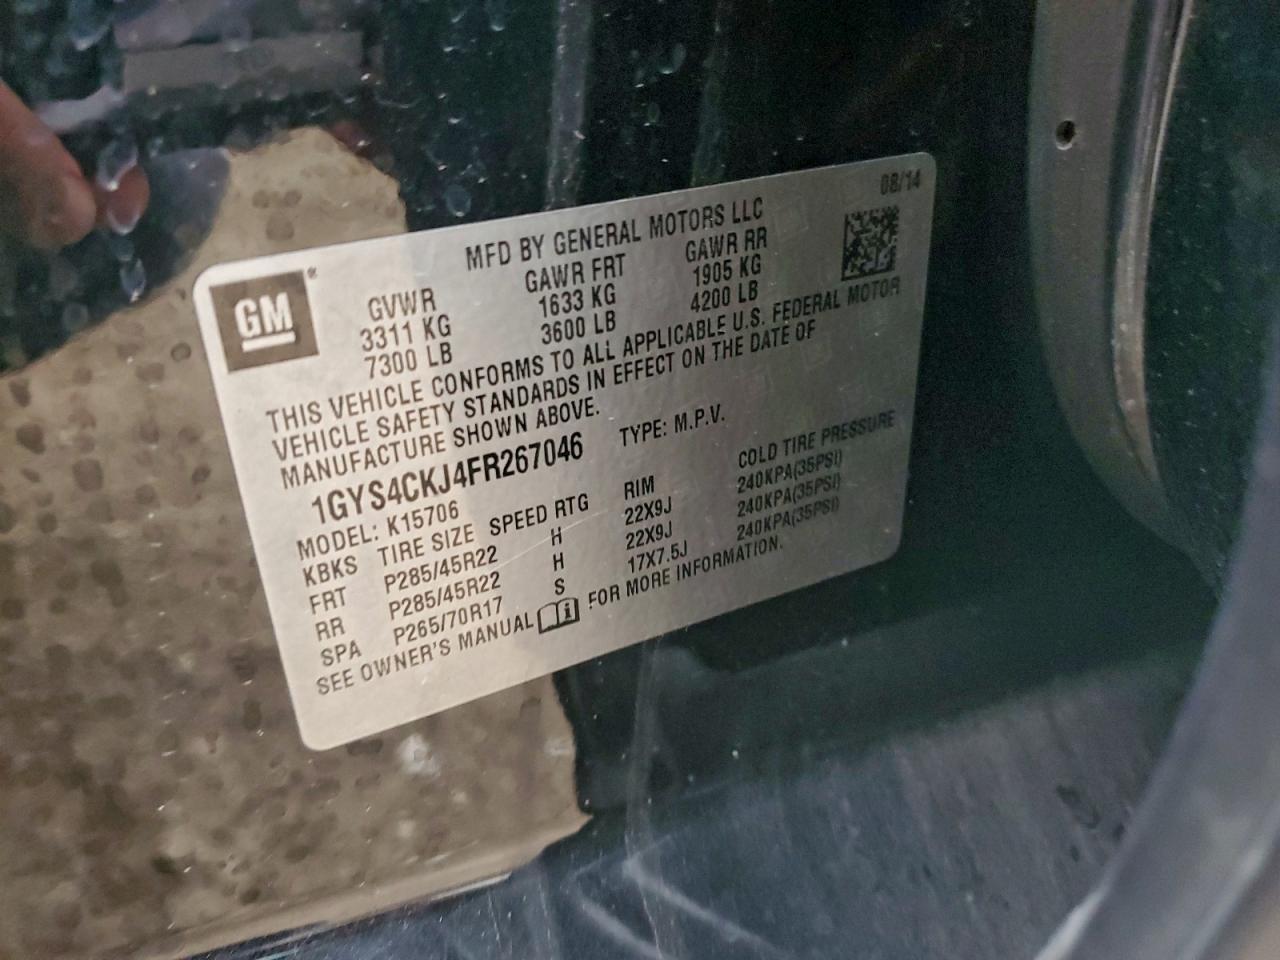 08/14
MFD BY GENERAL MOTORS LLC
GM®
GVWR GAWR FRT GAWR RR
3311 KG 1633 KG 1905 KG
7300 LB 3600 LB 4200 LB
THIS VEHICLE CONFORMS TO ALL APPLICABLE U.S. FEDERAL MOTOR
VEHICLE SAFETY STANDARDS IN EFFECT ON THE DATE OF
MANUFACTURE SHOWN ABOVE.
1GYS4CKJ4FR267046 TYPE: M.P.V.
MODEL: K15706
KBKS TIRE SIZE SPEED RTG RIM COLD TIRE PRESSURE
FRT P285/45R22 H 22X9J 240KPA(35PSI)
RR P285/45R22 H 22X9J 240KPA(35PSI)
SPA P265/70R17 S 17X7.5J 240KPA(35PSI)
SEE OWNER'S MANUAL FOR MORE INFORMATION.